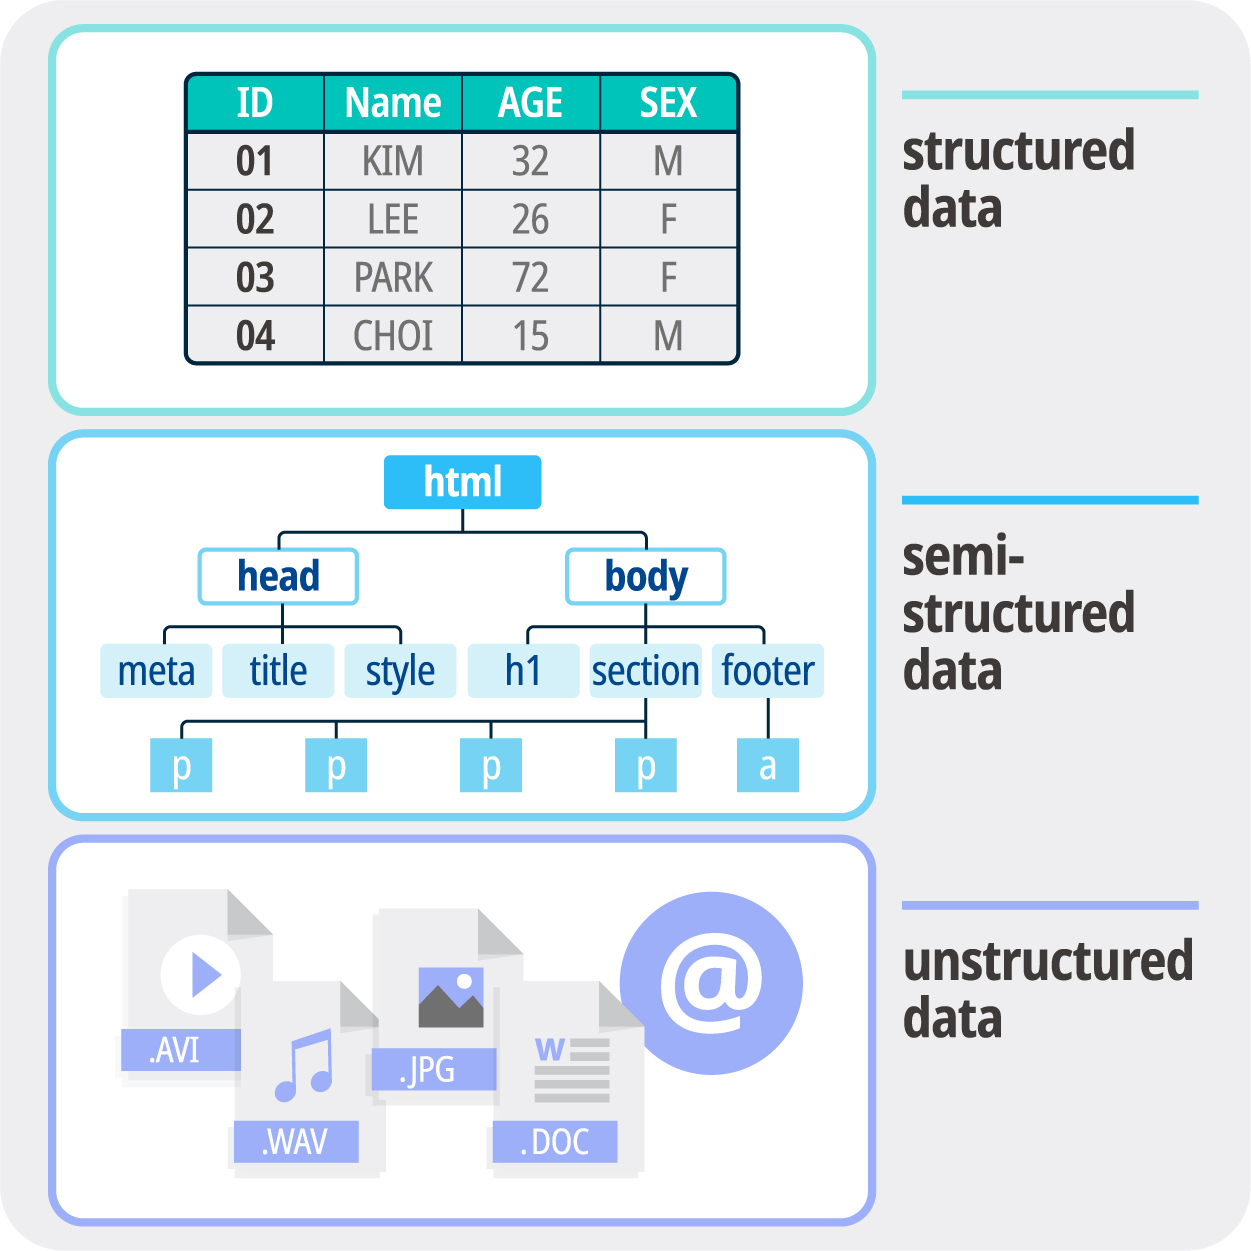 ID Name AGE SEX
01 KIM 32 M
02 LEE 26 F
03 PARK 72 F
04 CHOI 15 M
structured
data
html
head body
meta title style h1 section footer
p p p p a
semi-
structured
data
.AVI
.WAV
.JPG
W
.DOC
@
unstructured
data